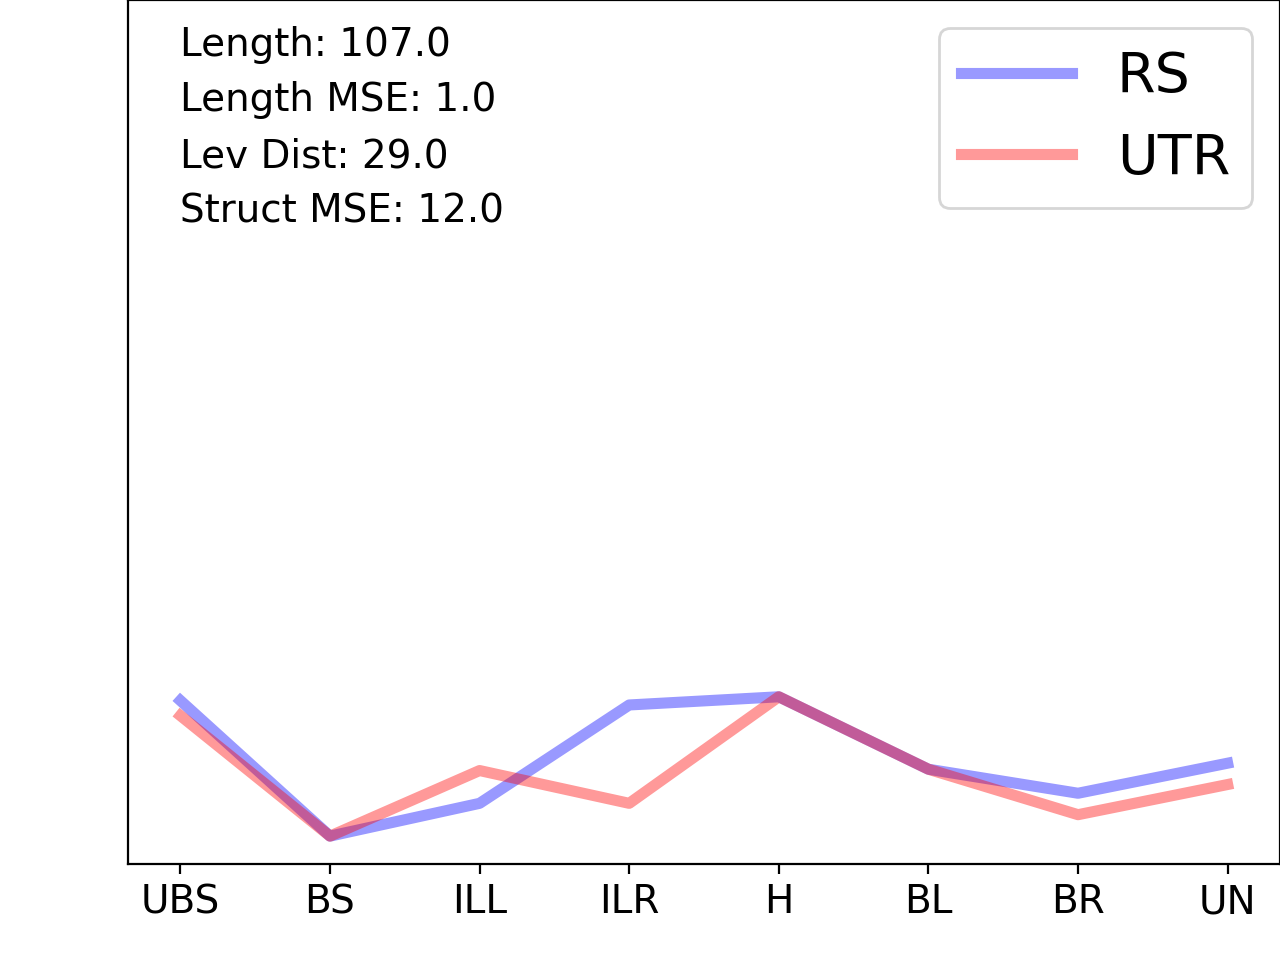 Length: 107.0
Length MSE: 1.0
Lev Dist: 29.0
Struct MSE: 12.0
RS
UTR
UBS BS ILL ILR H BL BR UN